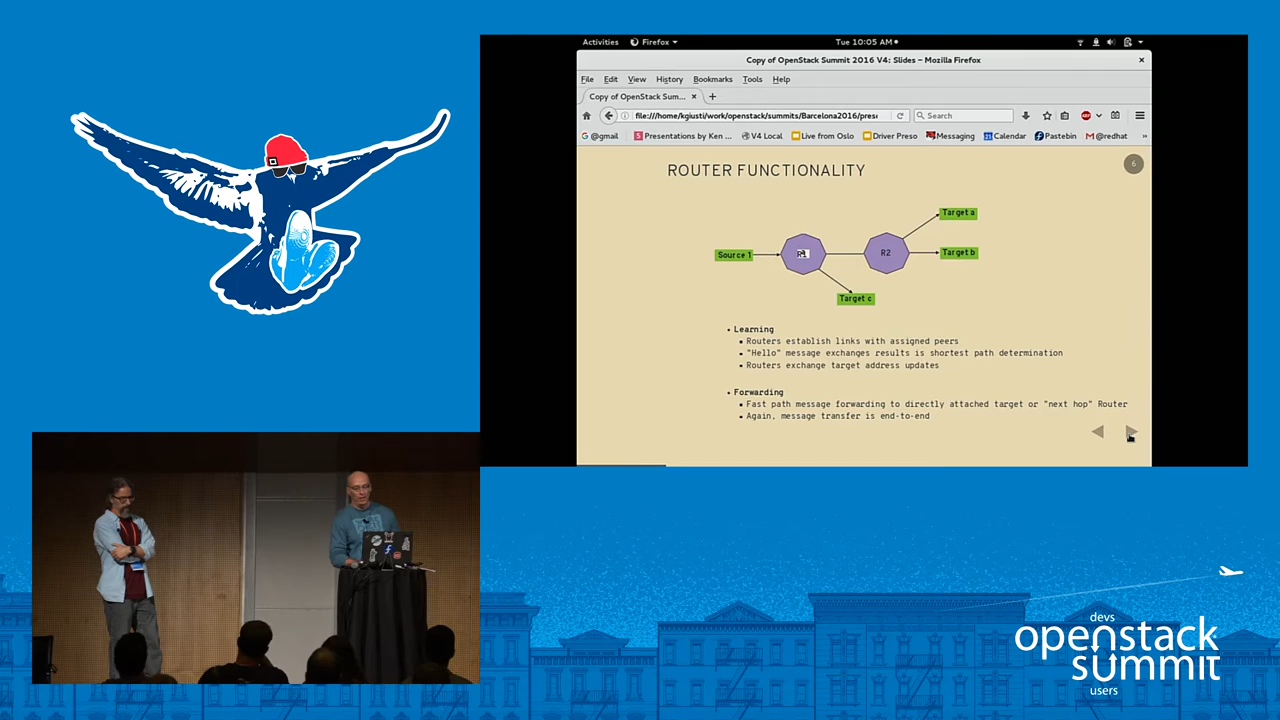 Activities Firefox Tue 10:05 AM
Copy of OpenStack Summit 2016 V4: Slides – Mozilla Firefox
File Edit View History Bookmarks Tools Help
Copy of OpenStack Sum...
file:///home/kgiusti/work/openstack/summits/Barcelona2016/prese Search
@gmail Presentations by Ken ... V4 Local Live from Oslo Driver Preso Messaging Calendar Pastebin @redhat
ROUTER FUNCTIONALITY
6
Target a
Source 1 R1 R2 Target b
Target c
• Learning
▪ Routers establish links with assigned peers
▪ "Hello" message exchanges results is shortest path determination
▪ Routers exchange target address updates
• Forwarding
▪ Fast path message forwarding to directly attached target or "next hop" Router
▪ Again, message transfer is end-to-end
devs
openstack
summit
users